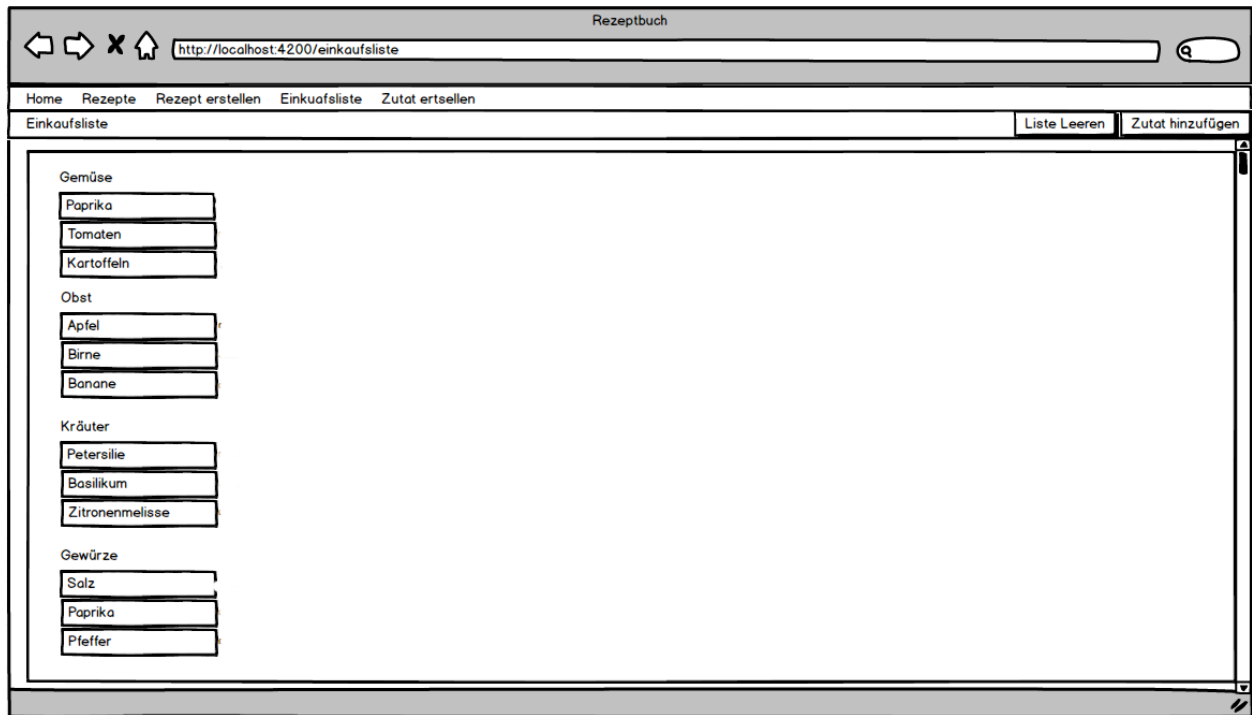 Rezeptbuch
http://localhost:4200/einkaufsliste
Home Rezepte Rezept erstellen Einkuafsliste Zutat ertsellen
Einkaufsliste Liste Leeren Zutat hinzufügen
Gemüse
Paprika
Tomaten
Kartoffeln
Obst
Apfel
Birne
Banane
Kräuter
Petersilie
Basilikum
Zitronenmelisse
Gewürze
Salz
Paprika
Pfeffer